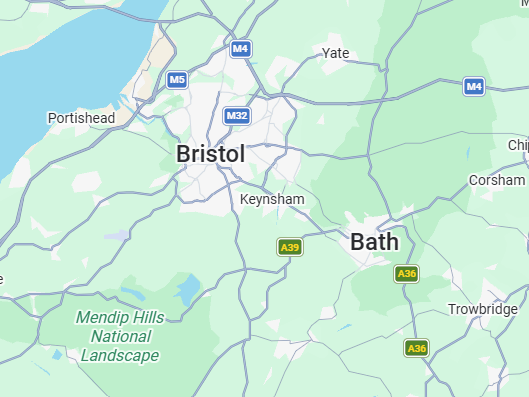 M4
Yate
M5
M4
Portishead
M32
Bristol
Corsham
Keynsham
Bath
A39
A36
Mendip Hills
National
Landscape
Trowbridge
A36